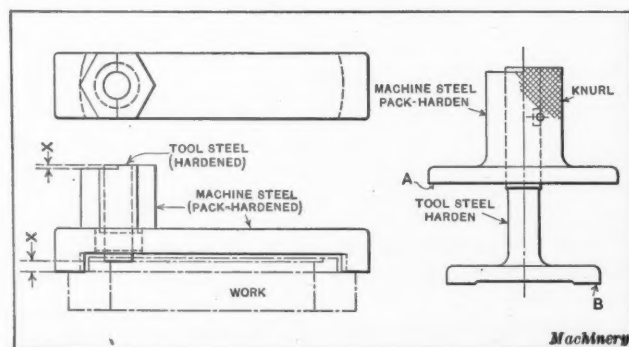 TOOL STEEL
(HARDENED)
MACHINE STEEL
(PACK-HARDENED)
X
X
WORK
MACHINE STEEL
PACK-HARDEN
KNURL
A
TOOL STEEL
HARDEN
B
Machinery